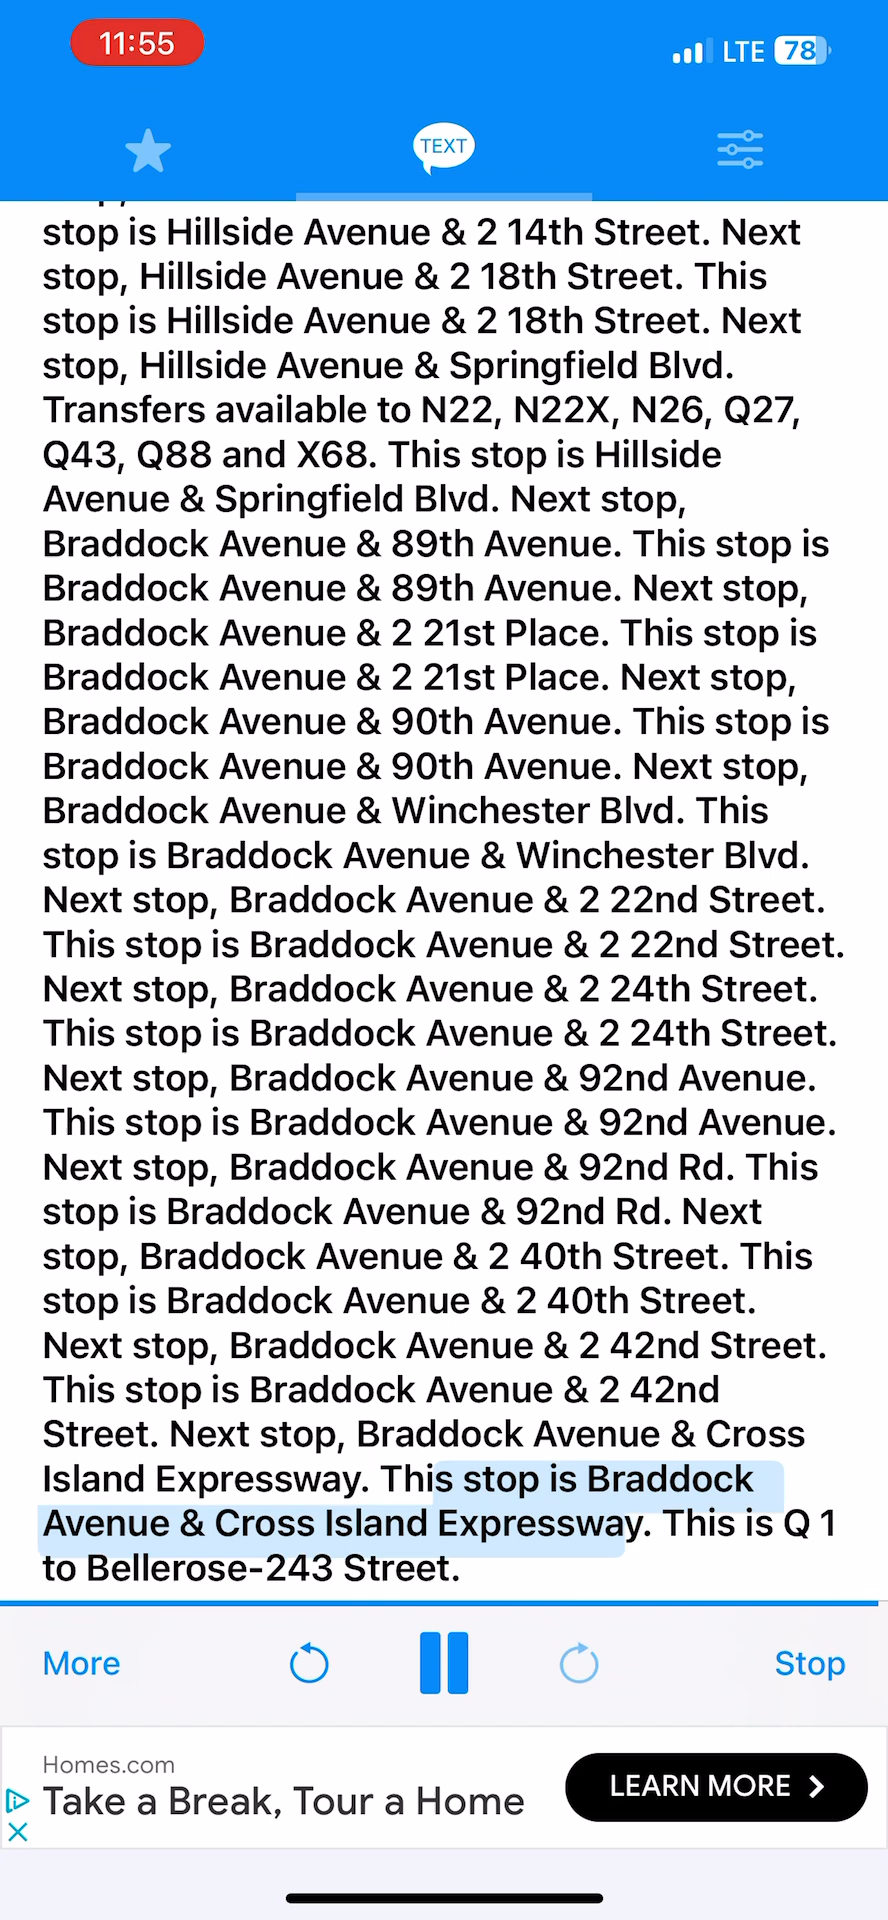 11:55
LTE 78
TEXT
stop is Hillside Avenue & 2 14th Street. Next
stop, Hillside Avenue & 2 18th Street. This
stop is Hillside Avenue & 2 18th Street. Next
stop, Hillside Avenue & Springfield Blvd.
Transfers available to N22, N22X, N26, Q27,
Q43, Q88 and X68. This stop is Hillside
Avenue & Springfield Blvd. Next stop,
Braddock Avenue & 89th Avenue. This stop is
Braddock Avenue & 89th Avenue. Next stop,
Braddock Avenue & 2 21st Place. This stop is
Braddock Avenue & 2 21st Place. Next stop,
Braddock Avenue & 90th Avenue. This stop is
Braddock Avenue & 90th Avenue. Next stop,
Braddock Avenue & Winchester Blvd. This
stop is Braddock Avenue & Winchester Blvd.
Next stop, Braddock Avenue & 2 22nd Street.
This stop is Braddock Avenue & 2 22nd Street.
Next stop, Braddock Avenue & 2 24th Street.
This stop is Braddock Avenue & 2 24th Street.
Next stop, Braddock Avenue & 92nd Avenue.
This stop is Braddock Avenue & 92nd Avenue.
Next stop, Braddock Avenue & 92nd Rd. This
stop is Braddock Avenue & 92nd Rd. Next
stop, Braddock Avenue & 2 40th Street. This
stop is Braddock Avenue & 2 40th Street.
Next stop, Braddock Avenue & 2 42nd Street.
This stop is Braddock Avenue & 2 42nd
Street. Next stop, Braddock Avenue & Cross
Island Expressway. This stop is Braddock
Avenue & Cross Island Expressway. This is Q 1
to Bellerose-243 Street.
More
Stop
Homes.com
Take a Break, Tour a Home
LEARN MORE